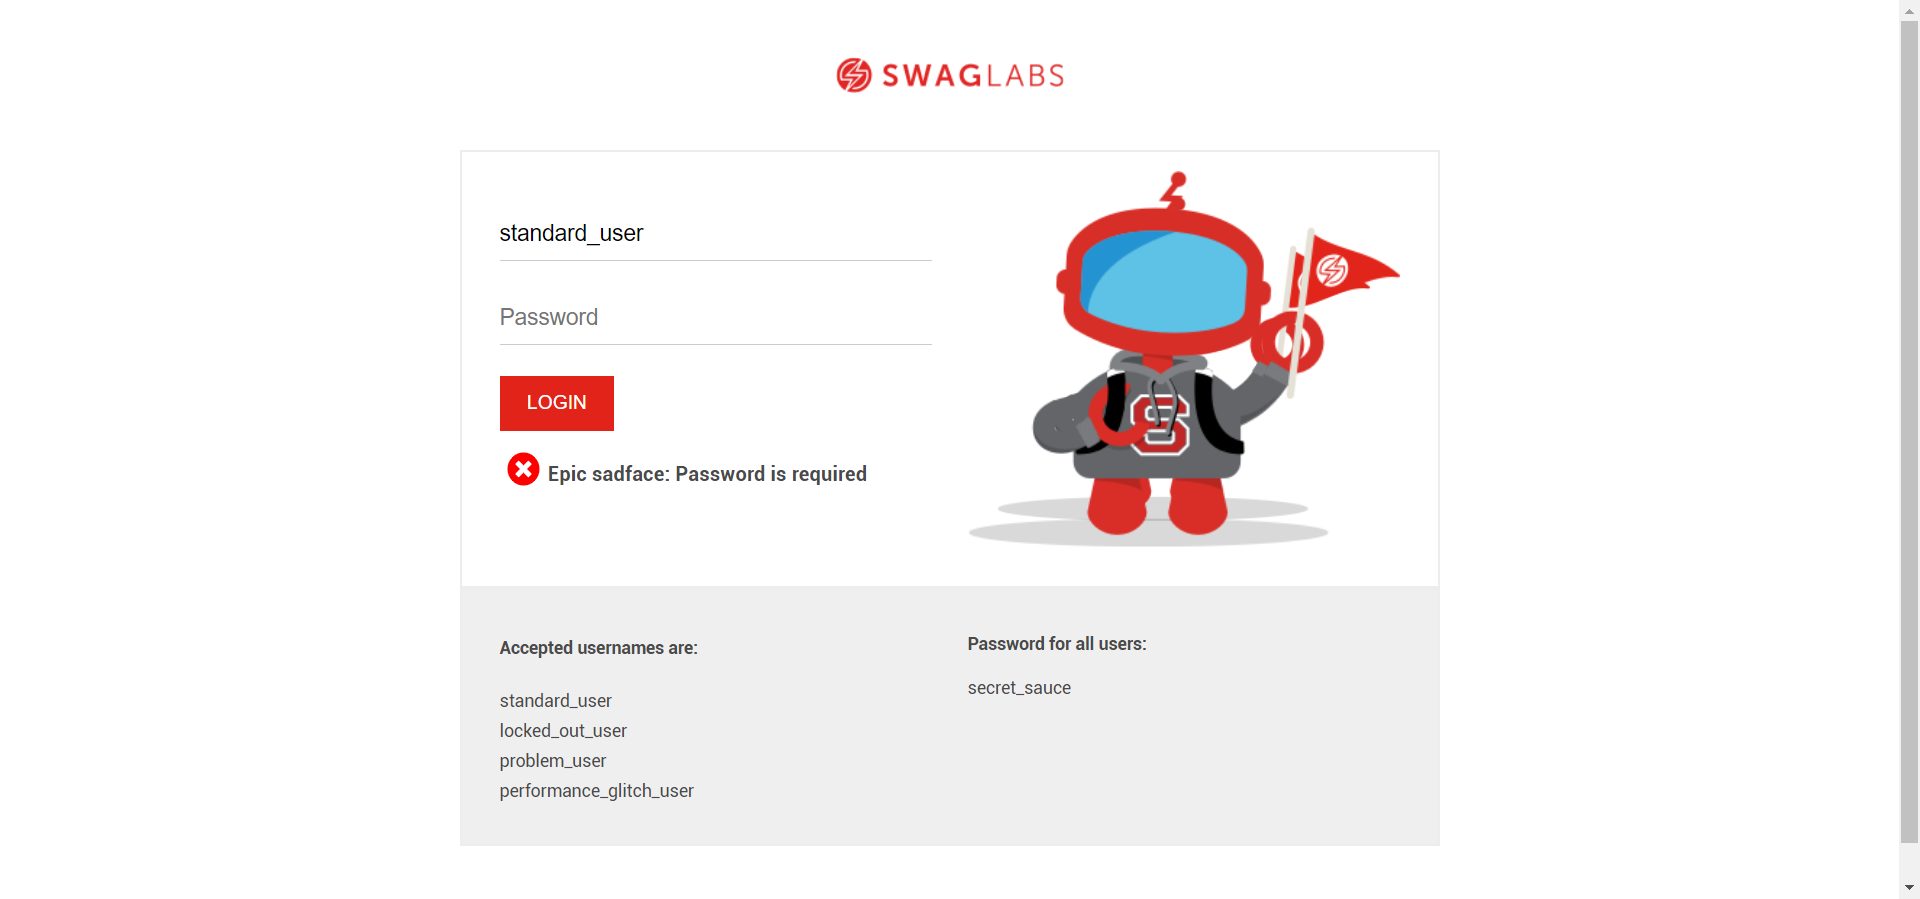 SWAGLABS
standard_user
Password
LOGIN
Epic sadface: Password is required
S
Accepted usernames are:
standard_user
locked_out_user
problem_user
performance_glitch_user
Password for all users:
secret_sauce